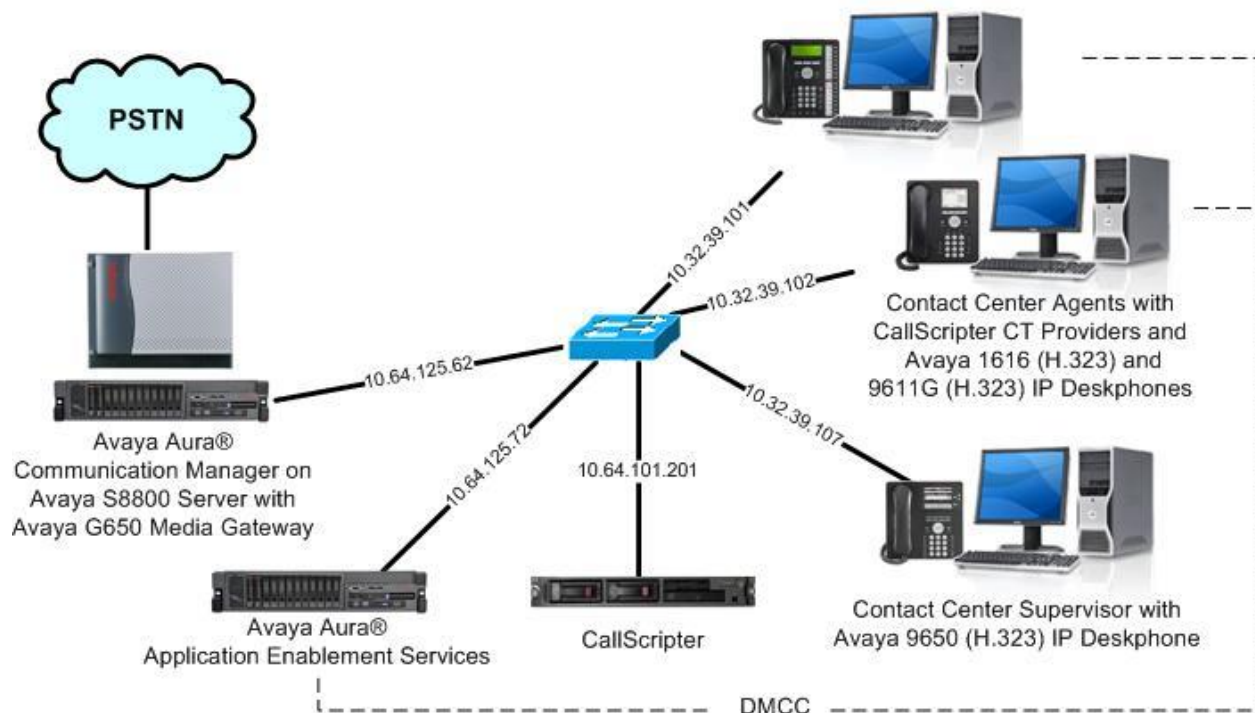 PSTN
10.32.39.101
10.32.39.102
Contact Center Agents with
CallScripter CT Providers and
Avaya 1616 (H.323) and
9611G (H.323) IP Deskphones
10.64.125.62
10.32.39.107
Avaya Aura®
Communication Manager on
Avaya S8800 Server with
Avaya G650 Media Gateway
10.64.125.72
10.64.101.201
Avaya Aura®
Application Enablement Services
CallScripter
Contact Center Supervisor with
Avaya 9650 (H.323) IP Deskphone
DMCC